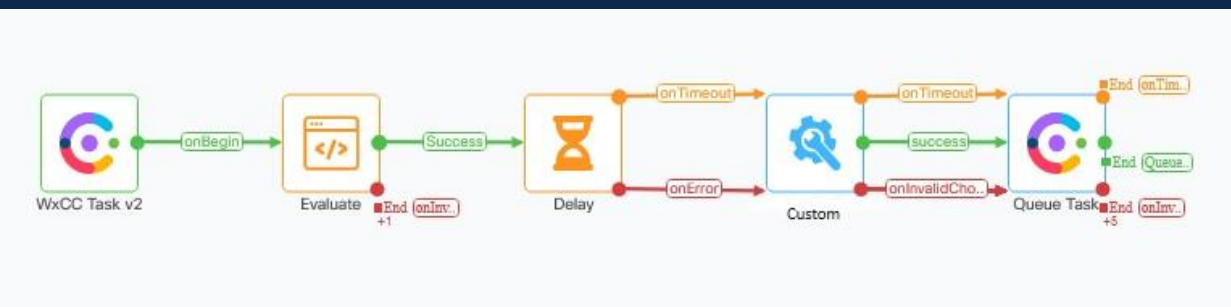 onBegin
Success
onTimeout
onError
onTimeout
success
onInvalidCho..
End onTim..
End Queue..
End onInv..
+5
End onInv..
+1
WxCC Task v2
Evaluate
Delay
Custom
Queue Task